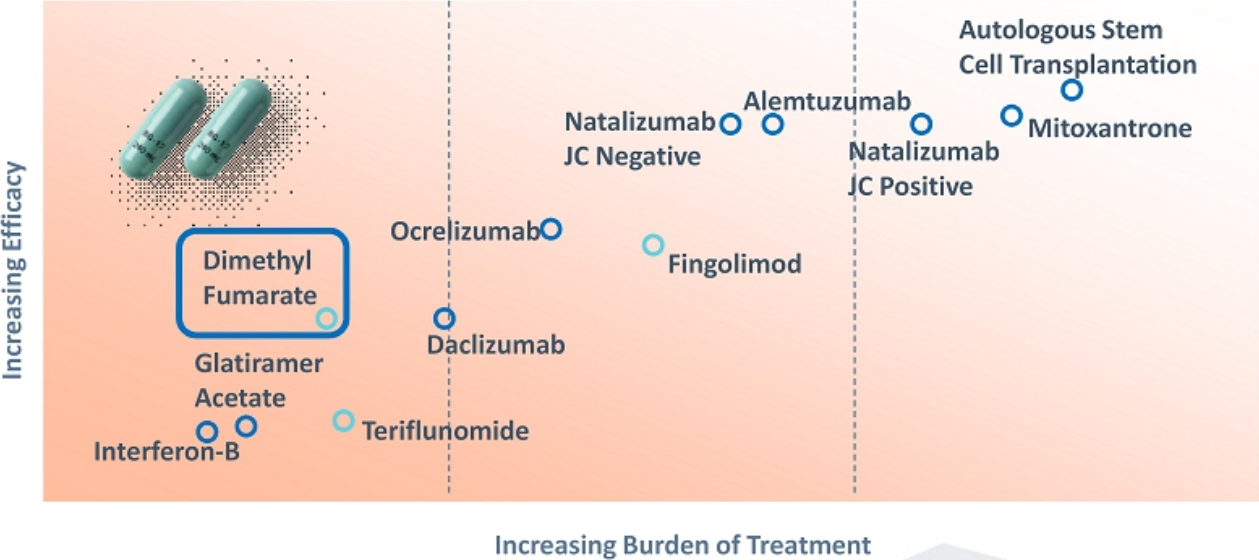 Autologous Stem
Cell Transplantation
Alemtuzumab
Natalizumab
JC Negative
Mitoxantrone
Natalizumab
JC Positive
Ocrelizumab
Fingolimod
Dimethyl
Fumarate
Daclizumab
Glatiramer
Acetate
Teriflunomide
Interferon-B
Increasing Efficacy
Increasing Burden of Treatment